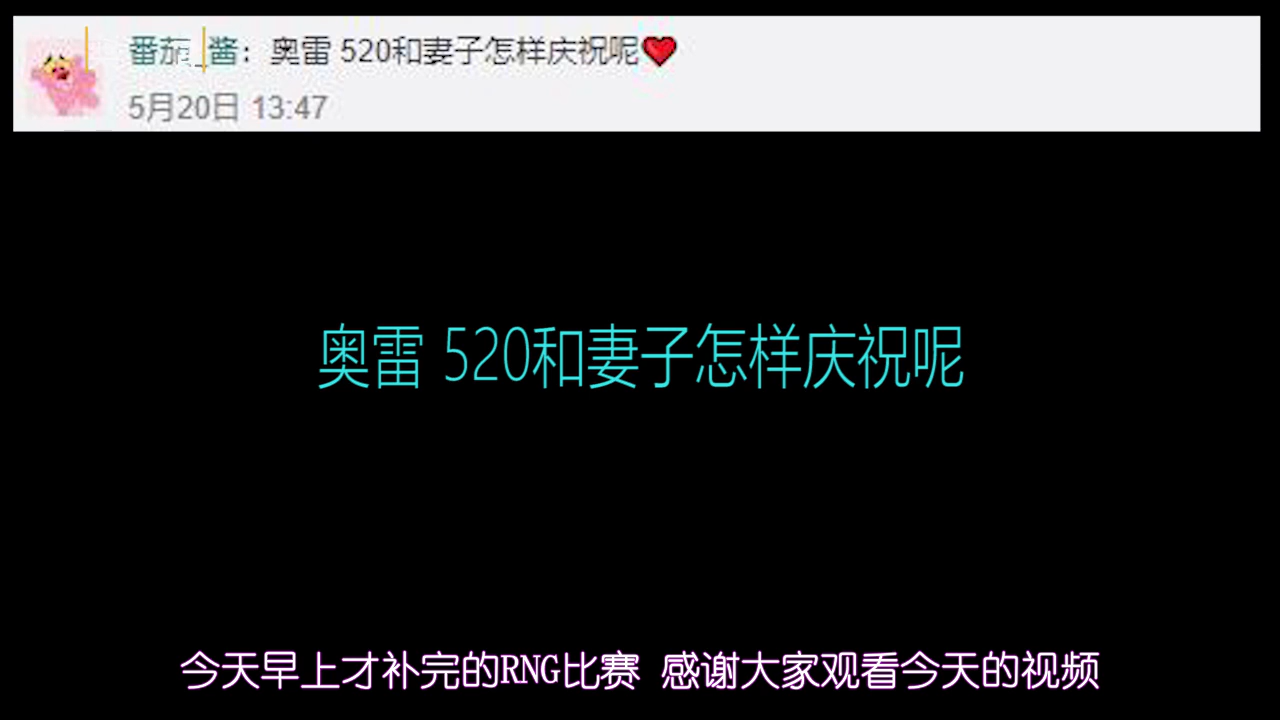 番茄_酱：奥雷 520和妻子怎样庆祝呢❤
5月20日 13:47
奥雷 520和妻子怎样庆祝呢
今天早上才补完的RNG比赛 感谢大家观看今天的视频